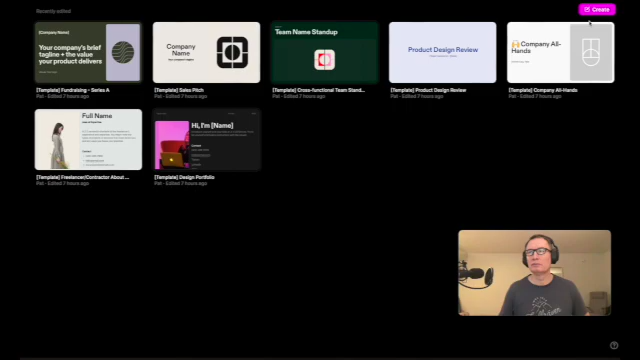 Recently edited
Create
(Company Name)
Your company's brief
tagline + the value
your product delivers
Company
Name
Team Name Standup
Product Design Review
🙌 Company All-
Hands
[Template] Fundraising - Series A
Pat • Edited 7 hours ago
[Template] Sales Pitch
Pat • Edited 7 hours ago
[Template] Cross-functional Team Stand...
Pat • Edited 7 hours ago
[Template] Product Design Review
Pat • Edited 7 hours ago
[Template] Company All-Hands
Pat • Edited 7 hours ago
Full Name
Hi, I'm [Name]
[Template] Freelancer/Contractor About ...
Pat • Edited 7 hours ago
[Template] Design Portfolio
Pat • Edited 7 hours ago